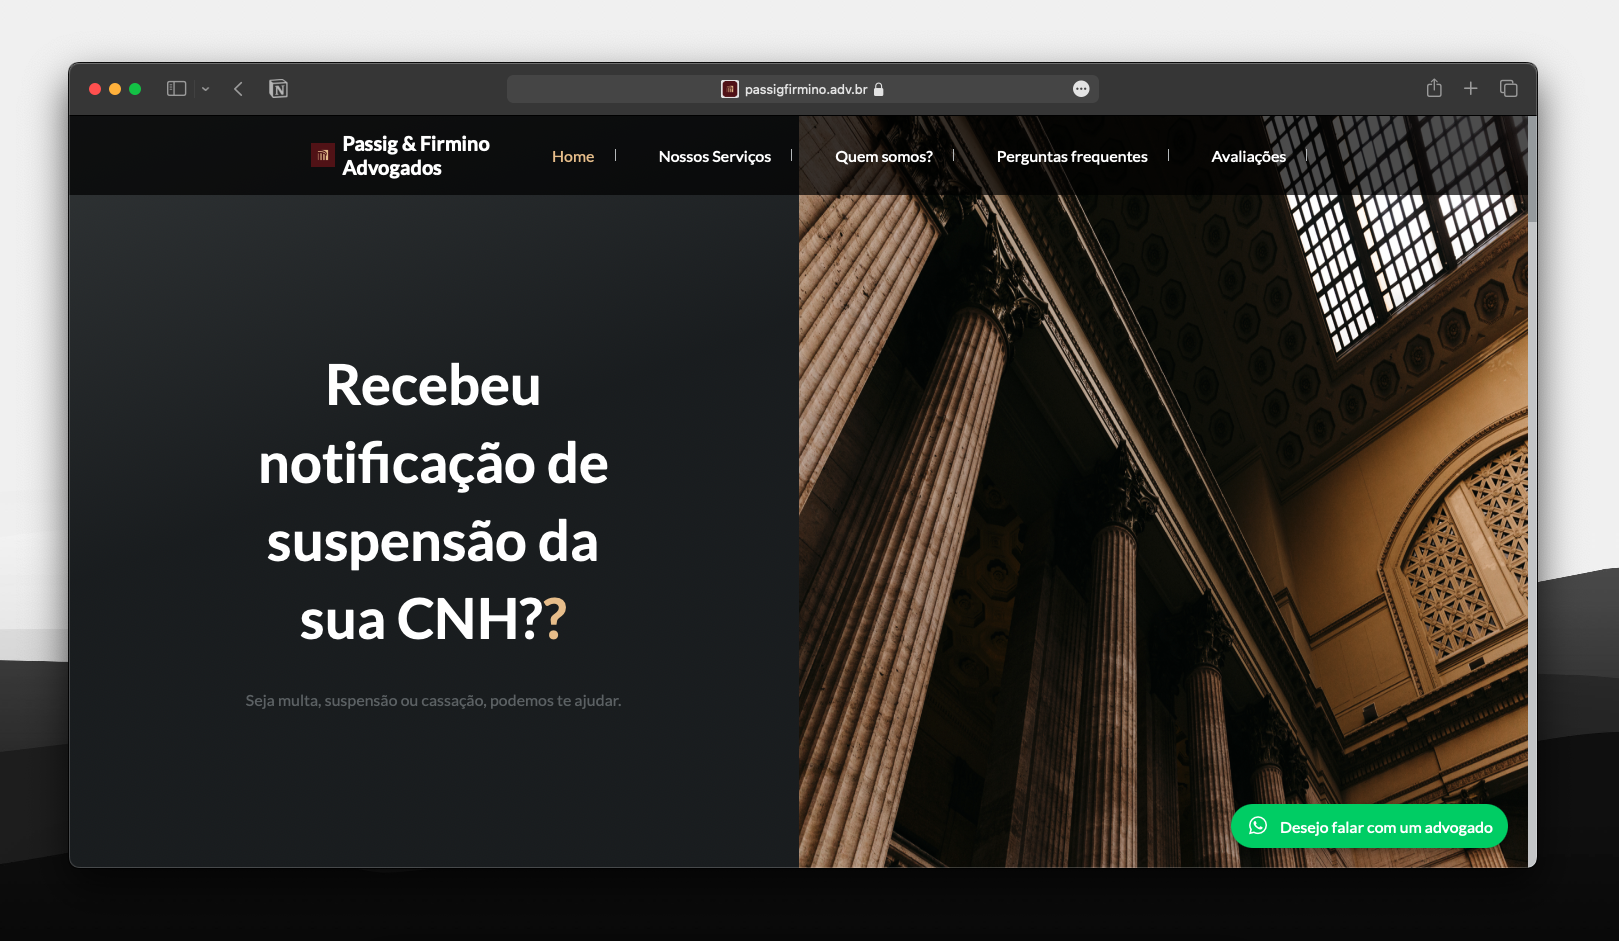 passigfirmino.adv.br
Passig & Firmino
Advogados
Home
Nossos Serviços
Quem somos?
Perguntas frequentes
Avaliações
Recebeu
notificação de
suspensão da
sua CNH??
Seja multa, suspensão ou cassação, podemos te ajudar.
Desejo falar com um advogado